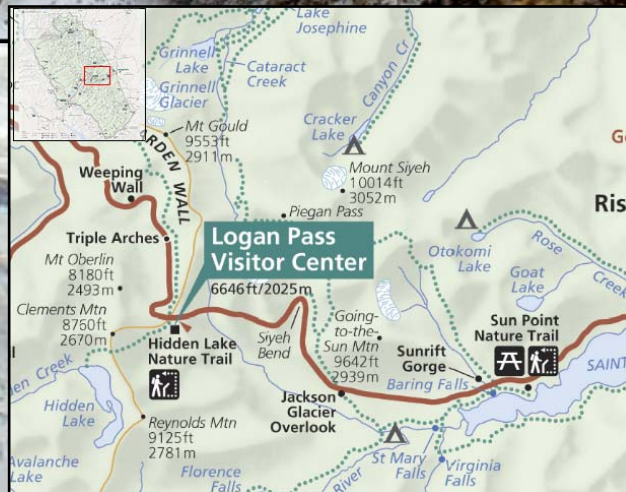 Lake
Josephine
Grinnell
Lake
Cataract
Creek
Grinnell
Glacier
Canyon Cr
Cracker
Lake
Mt Gould
9553ft
2911m
ARDEN WALL
Weeping
Wall
Mount Siyeh
10014ft
3052m
Piegan Pass
Triple Arches
Logan Pass
Visitor Center
6646ft/2025m
Mt Oberlin
8180ft
2493m
Clements Mtn
8760ft
2670m
Hidden Lake
Nature Trail
Siyeh
Bend
Going-
to-the-
Sun Mtn
9642ft
2939m
Otokomi
Lake
Rose
Creek
Goat
Lake
Ris
Go
Sun Point
Nature Trail
Sunrift
Gorge
Baring Falls
SAINT
Jackson
Glacier
Overlook
den Creek
Hidden
Lake
Reynolds Mtn
9125ft
2781m
Avalanche
Lake
Florence
Falls
River
St Mary
Falls
Virginia
Falls